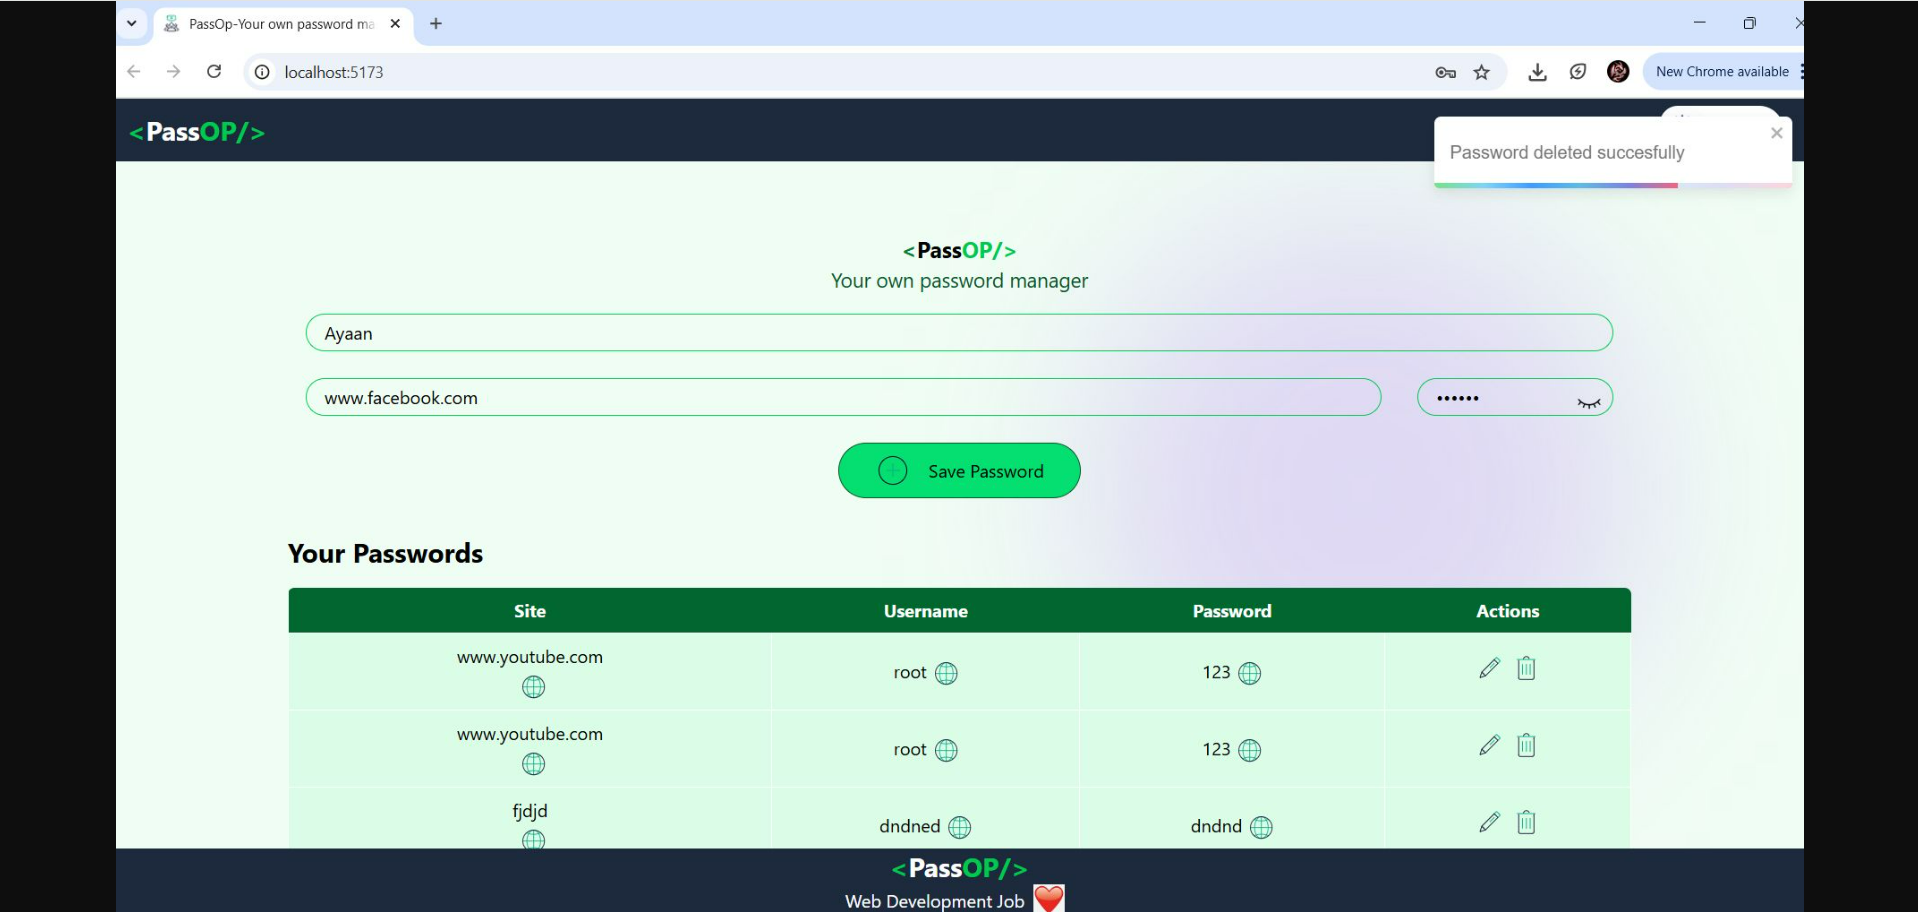 PassOp-Your own password ma
localhost:5173
New Chrome available
<PassOP/>
Password deleted succesfully
<PassOP/>
Your own password manager
Ayaan
www.facebook.com
••••••
Save Password
Your Passwords
Site Username Password Actions
www.youtube.com root 123
www.youtube.com root 123
fjdjd dndned dndnd
<PassOP/>
Web Development Job